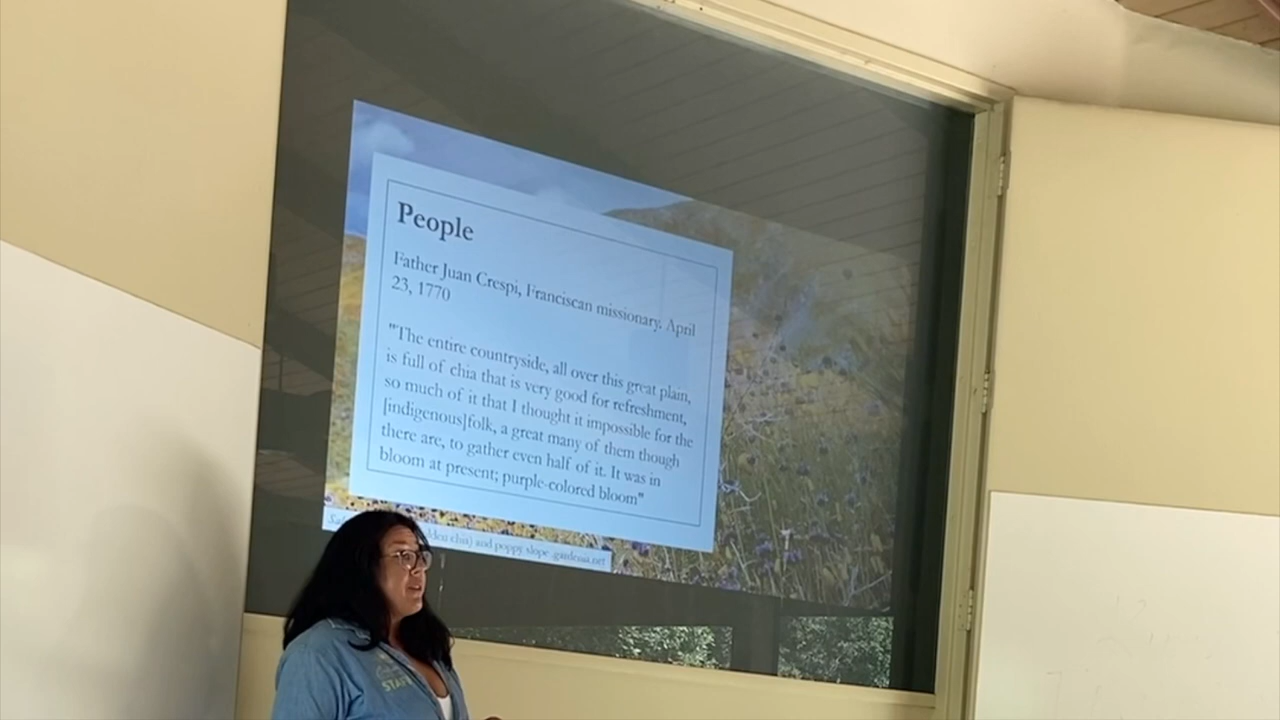 People
Father Juan Crespi, Franciscan missionary. April
23, 1770
"The entire countryside, all over this great plain,
is full of chia that is very good for refreshment,
so much of it that I thought it impossible for the
[indigenous]folk, a great many of them though
there are, to gather even half of it. It was in
bloom at present; purple-colored bloom"
chia) and poppy slope .gardenia.net
STAFF